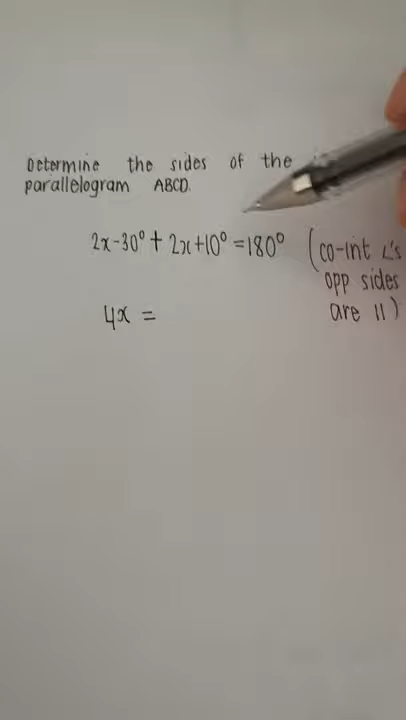 Determine the sides of the
parallelogram ABCD.
2x-30° + 2x+10° = 180° (co-int ∠'s
opp sides
are ||)
4x =